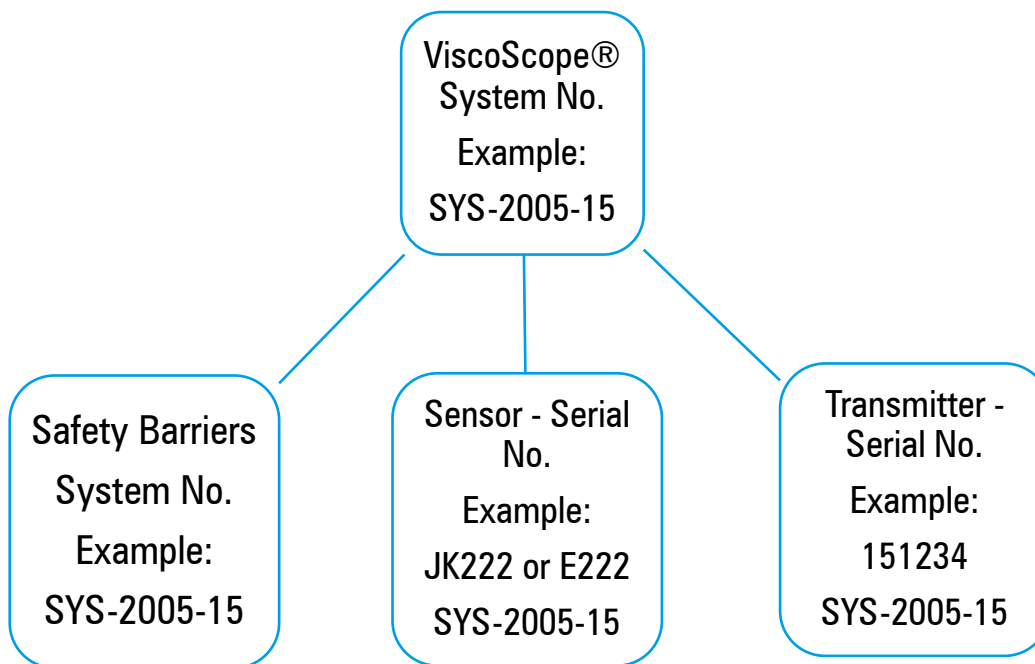 ViscoScope®
System No.
Example:
SYS-2005-15
Safety Barriers
System No.
Example:
SYS-2005-15
Sensor - Serial
No.
Example:
JK222 or E222
SYS-2005-15
Transmitter -
Serial No.
Example:
151234
SYS-2005-15